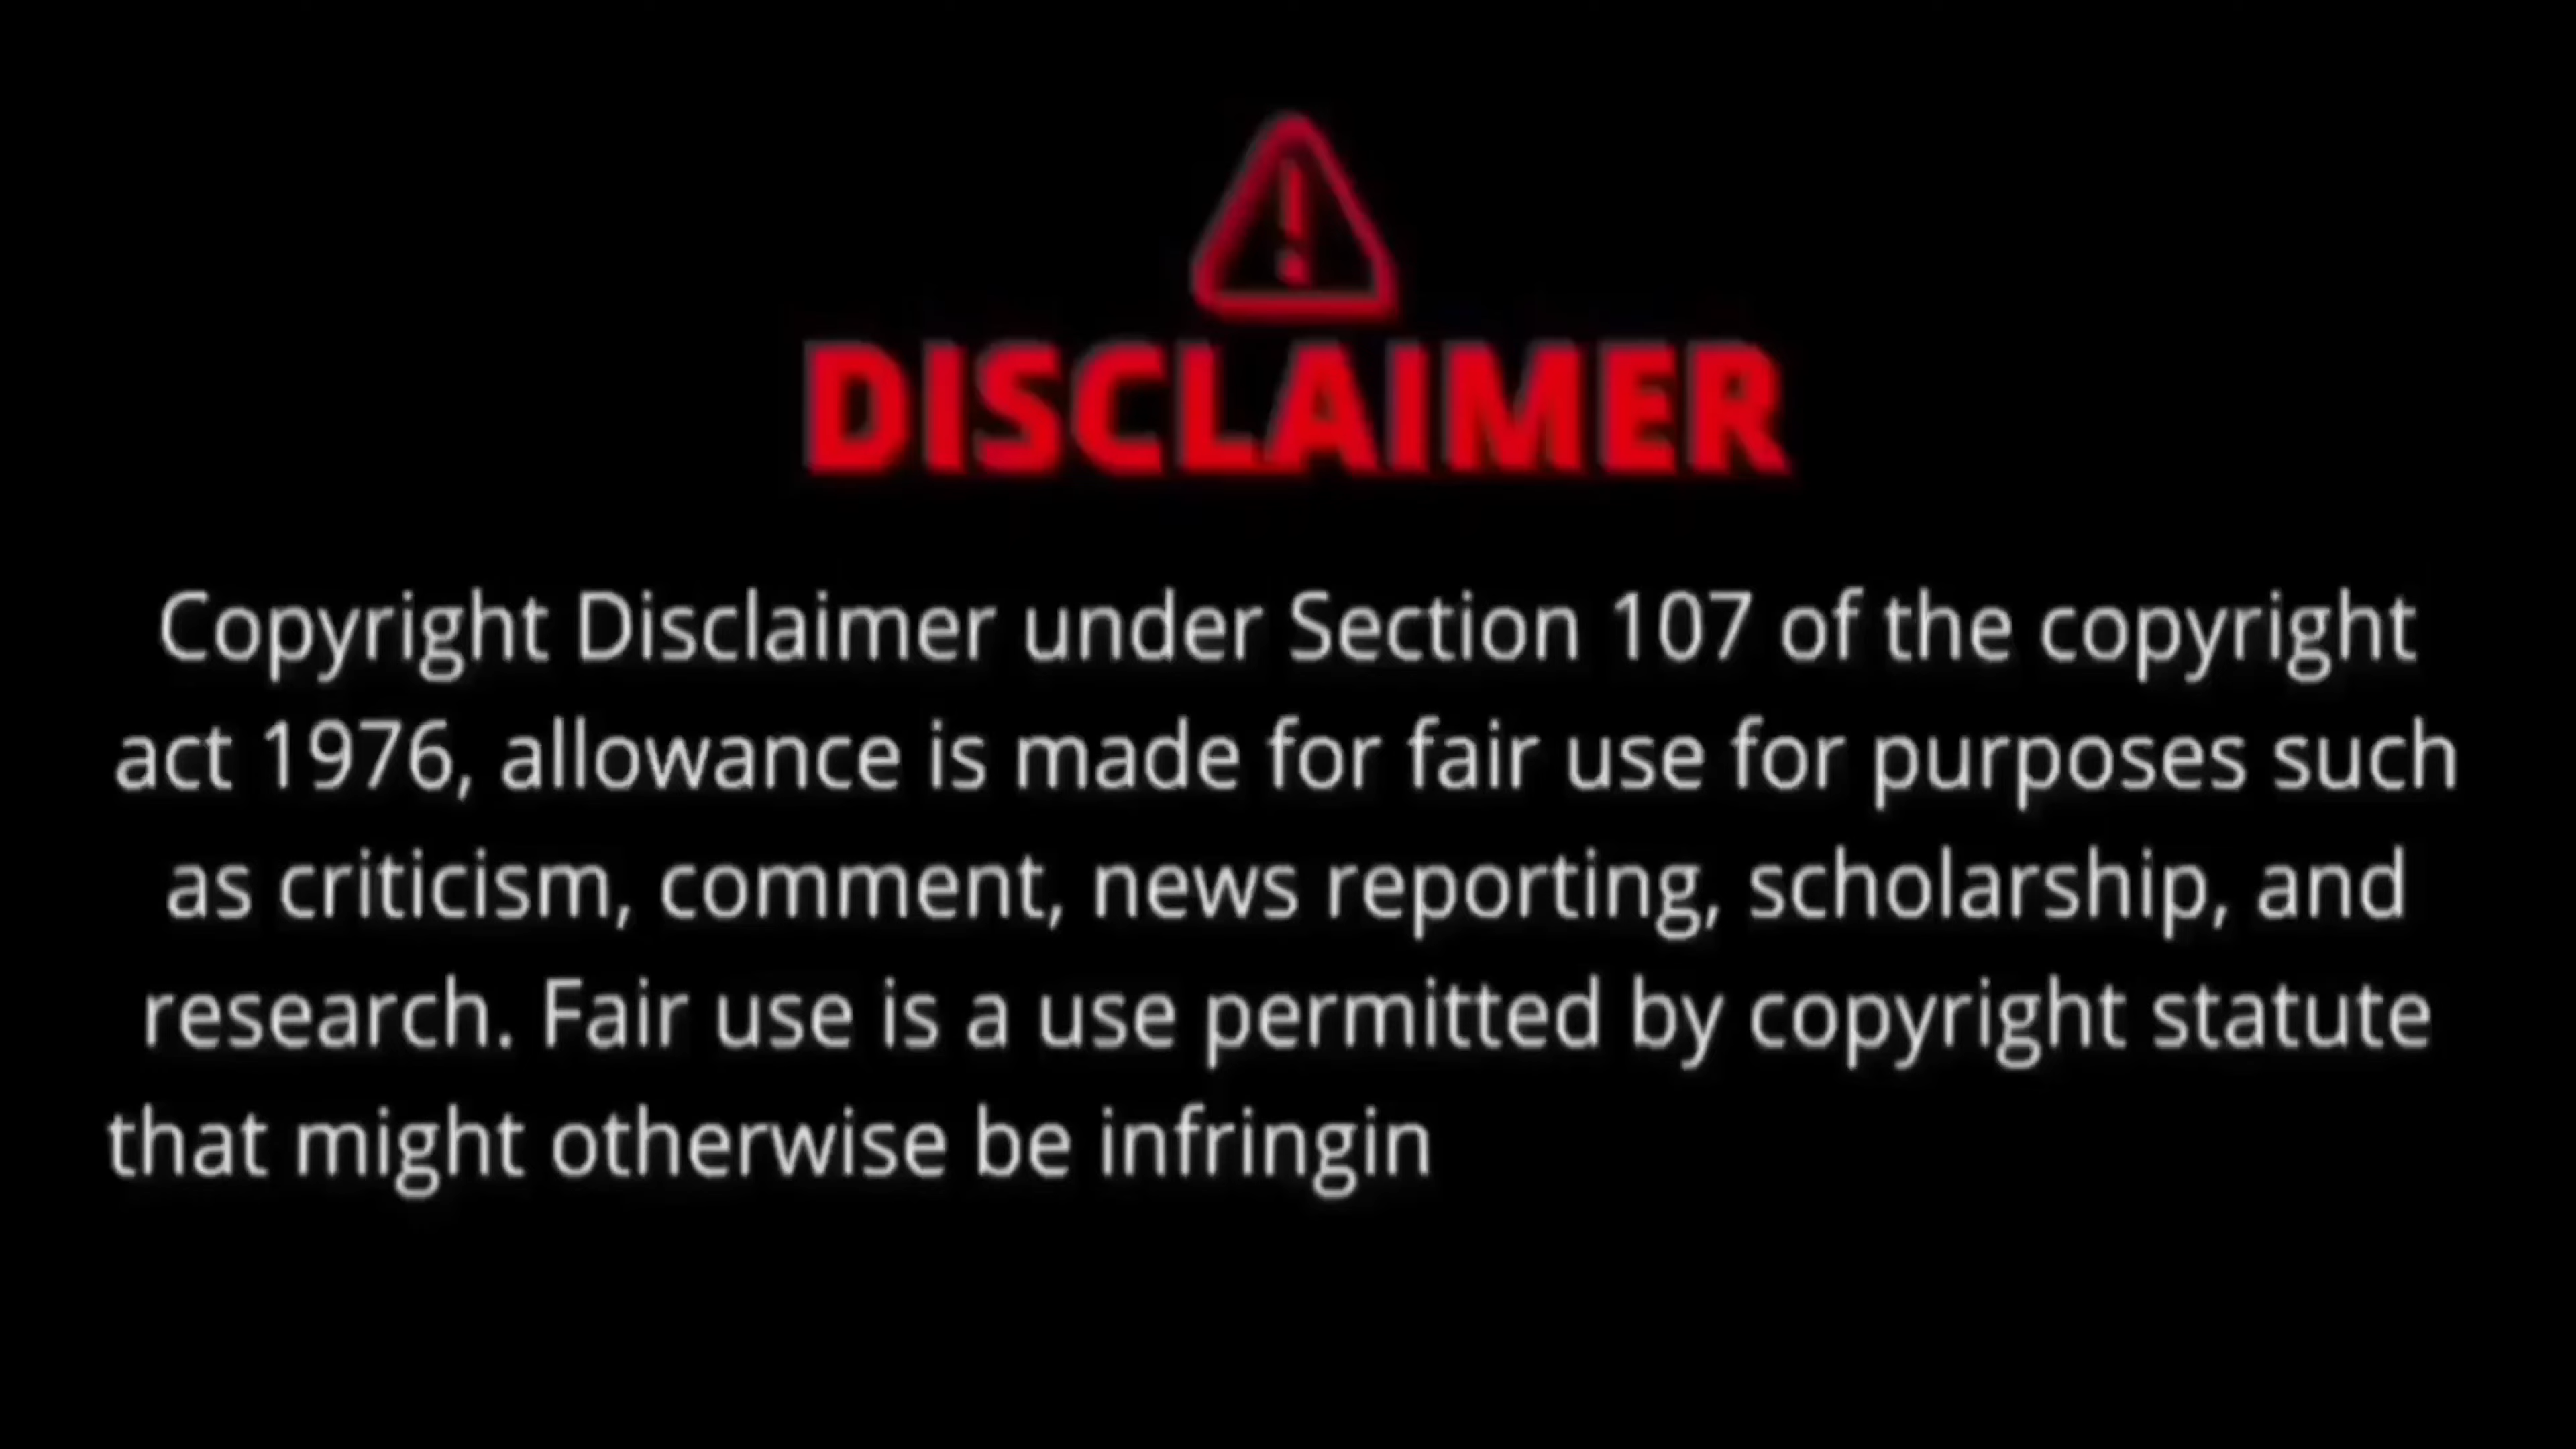 DISCLAIMER
Copyright Disclaimer under Section 107 of the copyright
act 1976, allowance is made for fair use for purposes such
as criticism, comment, news reporting, scholarship, and
research. Fair use is a use permitted by copyright statute
that might otherwise be infringin